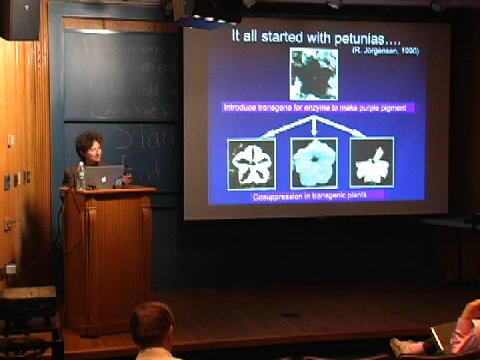 It all started with petunias....
(R. Jorgensen, 1990)
Introduce transgene for enzyme to make purple pigment
Cosuppression in transgenic plants